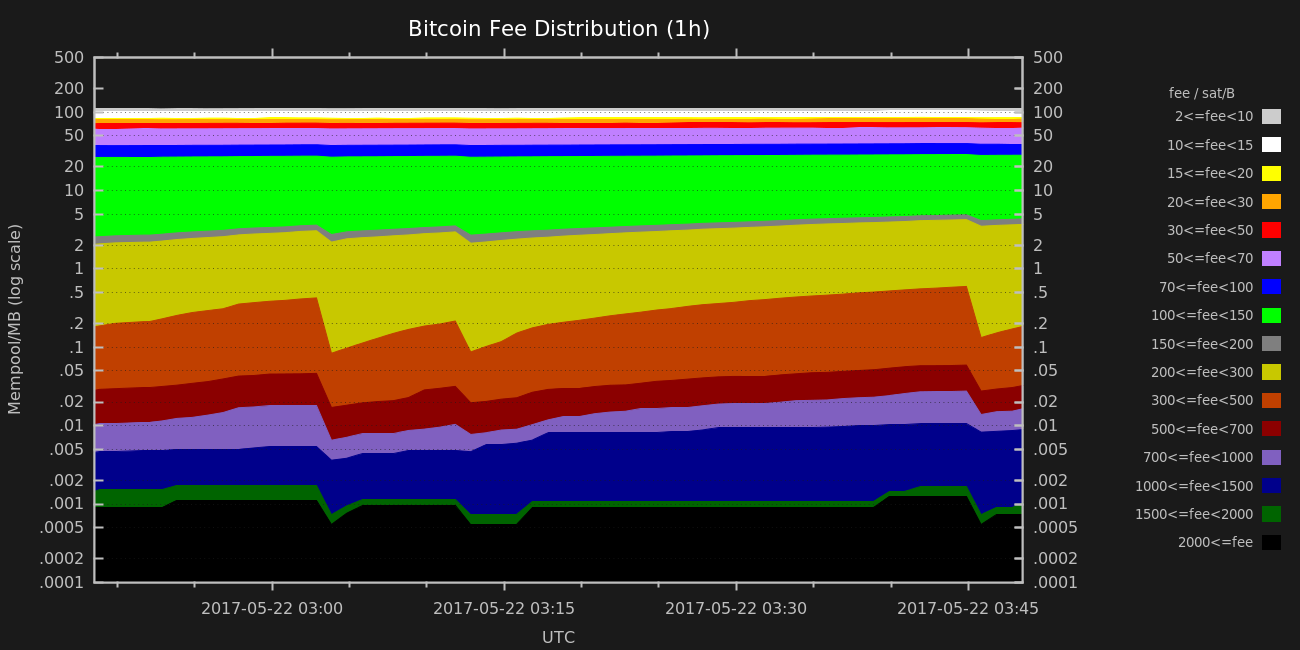 Bitcoin Fee Distribution (1h)
500
200
100
50
20
10
5
2
1
.5
.2
.1
.05
.02
.01
.005
.002
.001
.0005
.0002
.0001
Mempool/MB (log scale)
500
200
100
50
20
10
5
2
1
.5
.2
.1
.05
.02
.01
.005
.002
.001
.0005
.0002
.0001
2017-05-22 03:00
2017-05-22 03:15
2017-05-22 03:30
2017-05-22 03:45
UTC
fee / sat/B
2<=fee<10
10<=fee<15
15<=fee<20
20<=fee<30
30<=fee<50
50<=fee<70
70<=fee<100
100<=fee<150
150<=fee<200
200<=fee<300
300<=fee<500
500<=fee<700
700<=fee<1000
1000<=fee<1500
1500<=fee<2000
2000<=fee